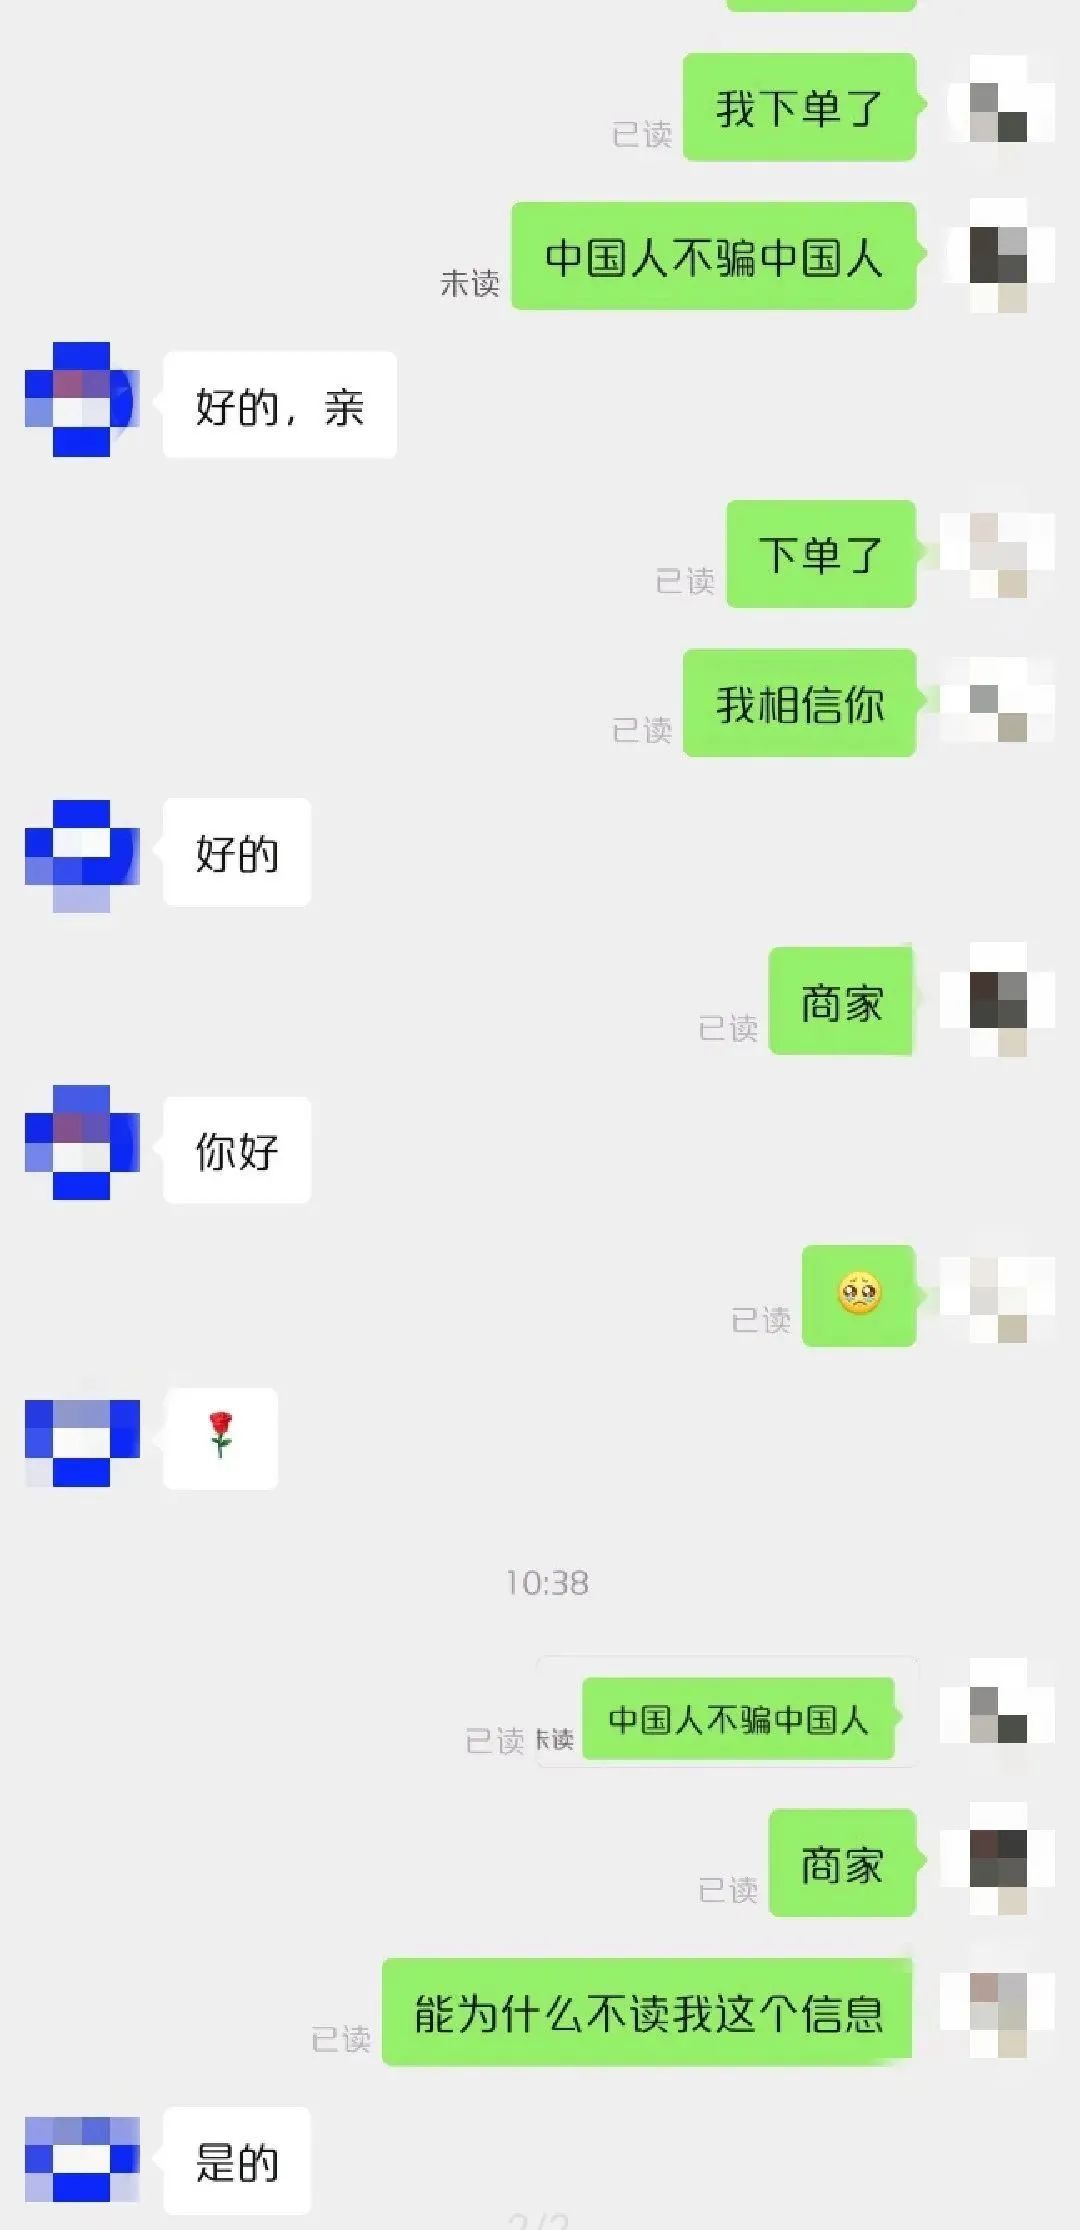 我下单了
已读
中国人不骗中国人
未读
好的，亲
下单了
已读
我相信你
已读
好的
商家
已读
你好
已读
10:38
中国人不骗中国人
已读
未读
商家
已读
能为什么不读我这个信息
已读
是的
2/2